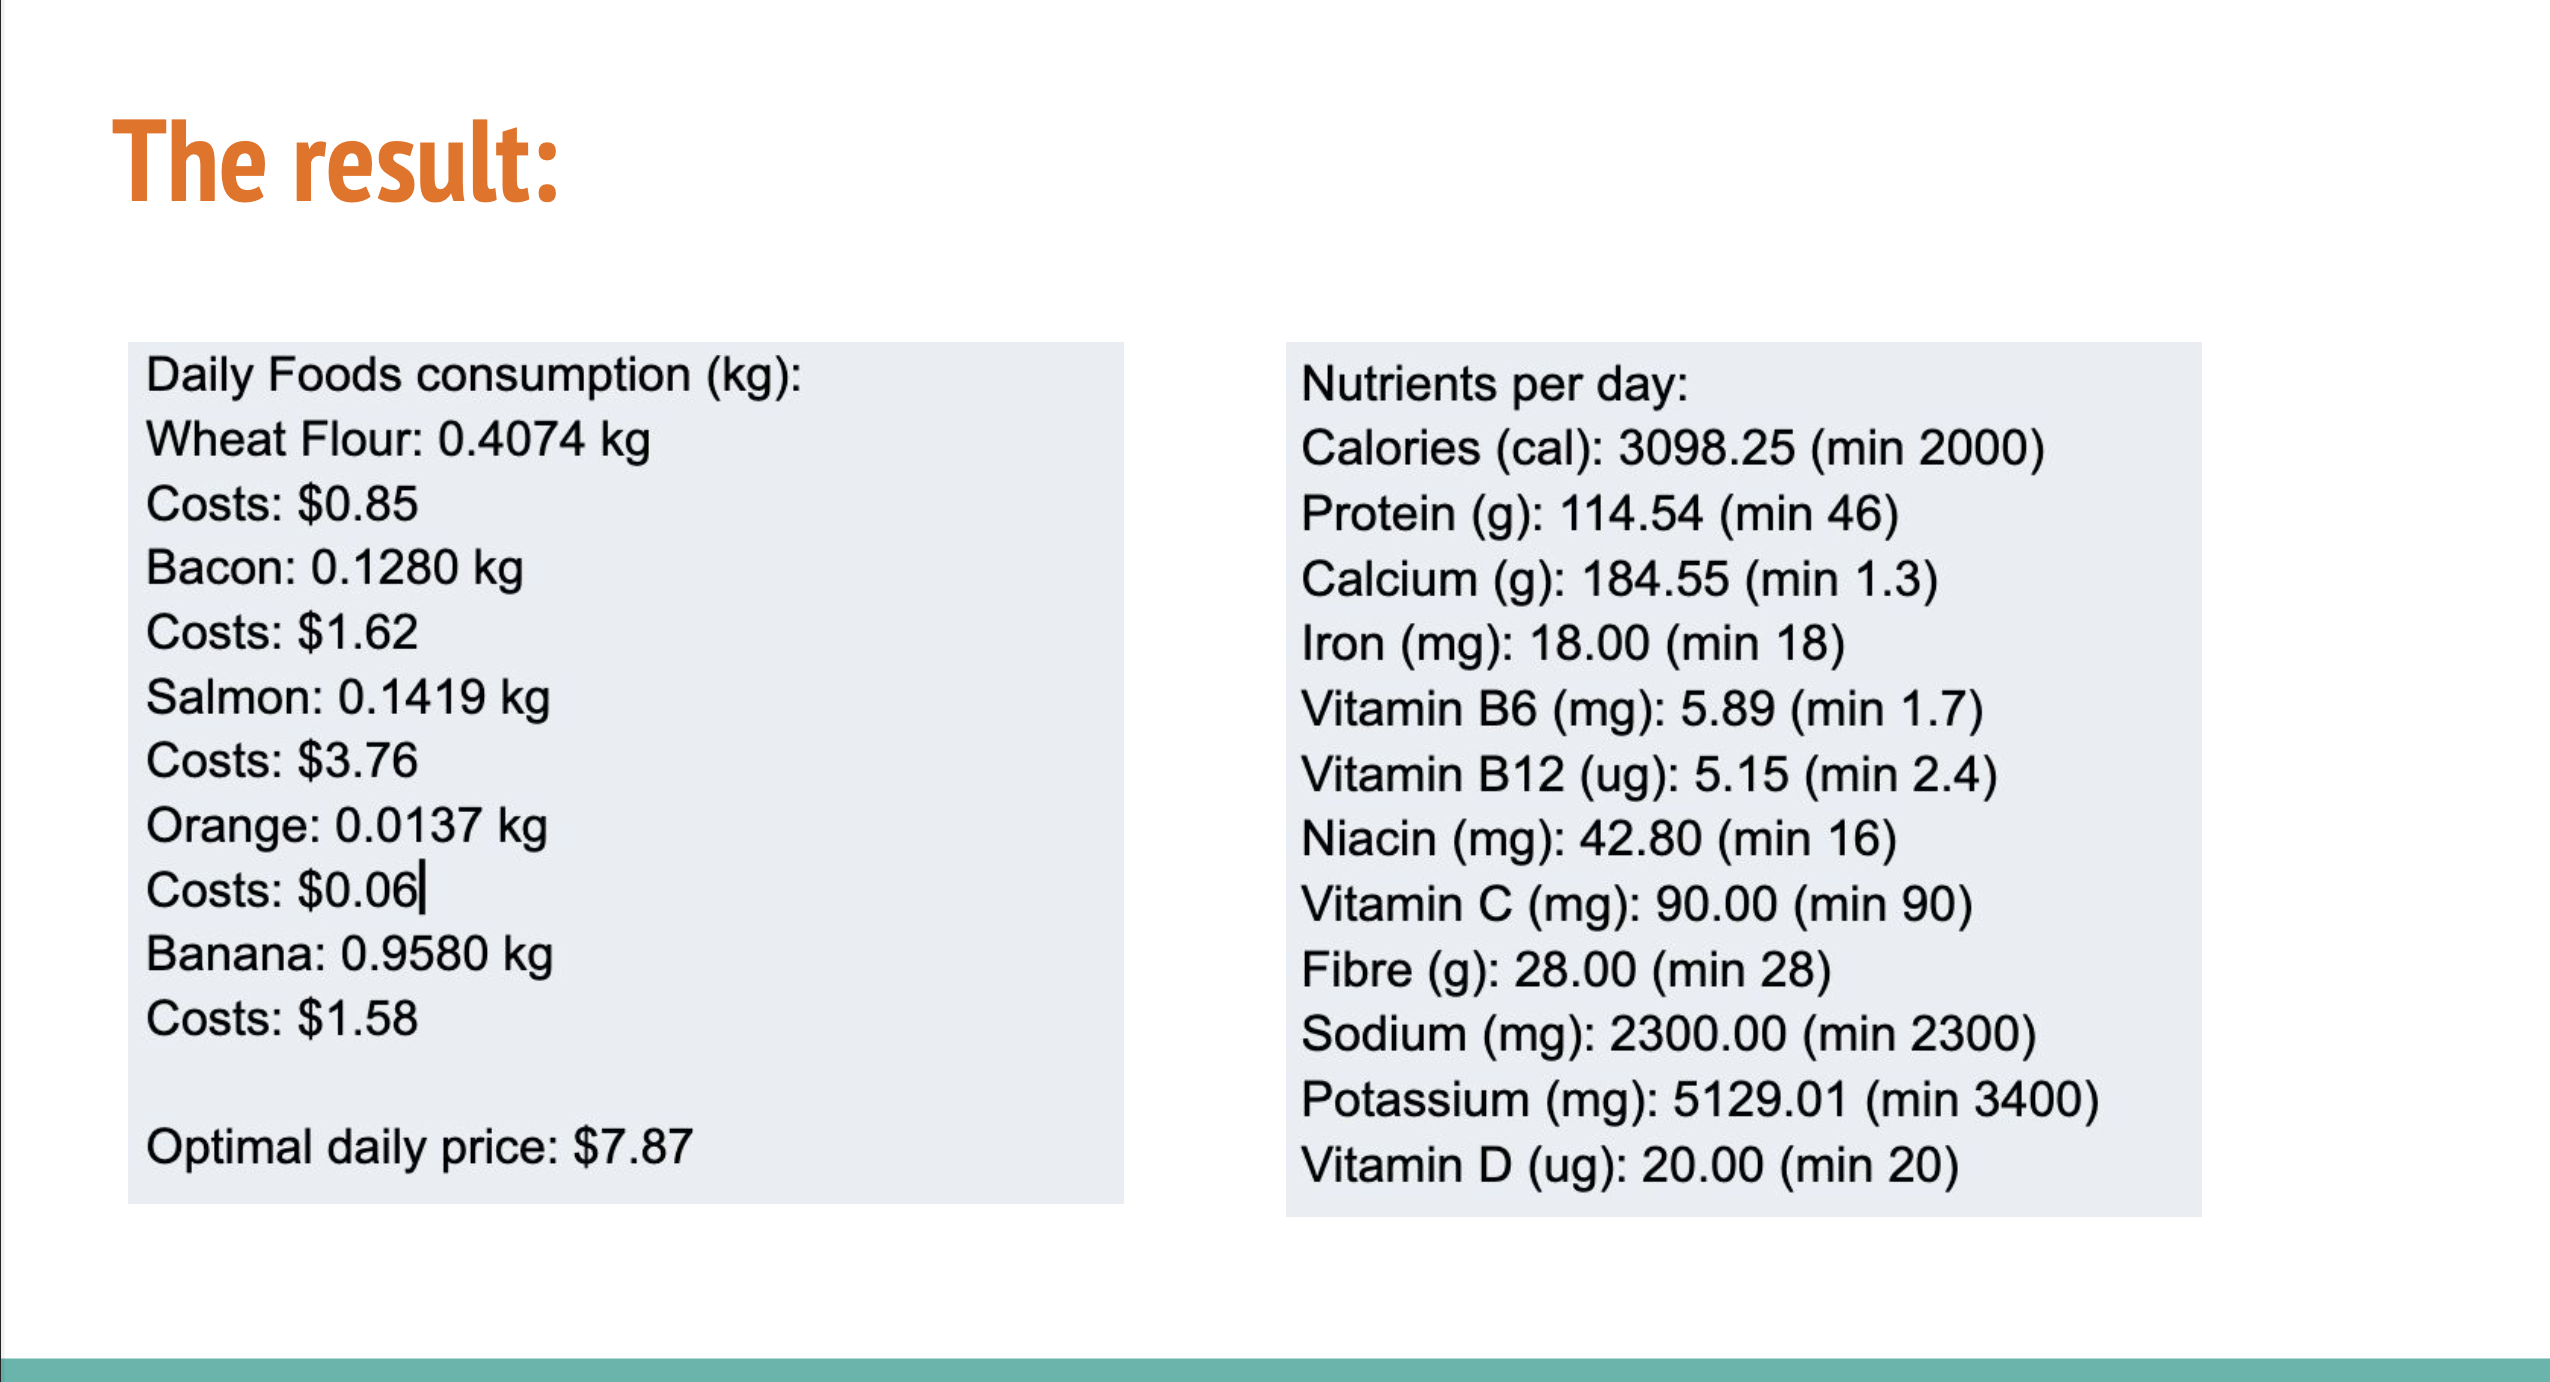 The result:
Daily Foods consumption (kg):
Wheat Flour: 0.4074 kg
Costs: $0.85
Bacon: 0.1280 kg
Costs: $1.62
Salmon: 0.1419 kg
Costs: $3.76
Orange: 0.0137 kg
Costs: $0.06
Banana: 0.9580 kg
Costs: $1.58
Optimal daily price: $7.87
Nutrients per day:
Calories (cal): 3098.25 (min 2000)
Protein (g): 114.54 (min 46)
Calcium (g): 184.55 (min 1.3)
Iron (mg): 18.00 (min 18)
Vitamin B6 (mg): 5.89 (min 1.7)
Vitamin B12 (ug): 5.15 (min 2.4)
Niacin (mg): 42.80 (min 16)
Vitamin C (mg): 90.00 (min 90)
Fibre (g): 28.00 (min 28)
Sodium (mg): 2300.00 (min 2300)
Potassium (mg): 5129.01 (min 3400)
Vitamin D (ug): 20.00 (min 20)